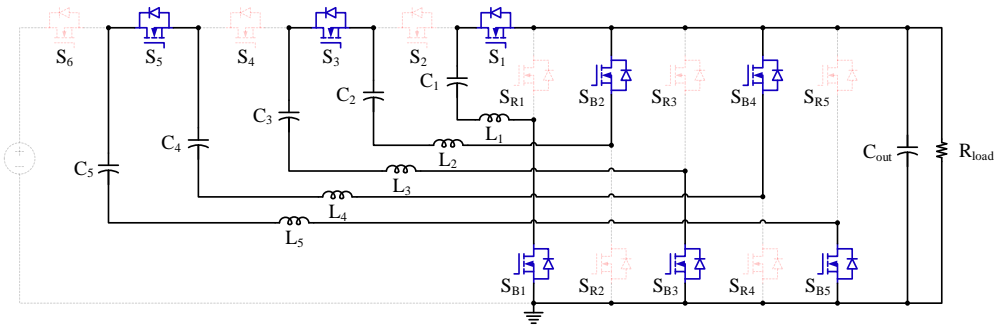 S6 S5 S4 S3 S2 S1
C1 SR1 SB2 SR3 SB4 SR5
C2
C3
L1
C4 L2 Cout Rload
C5
L3
L4
L5
SB1 SR2 SB3 SR4 SB5